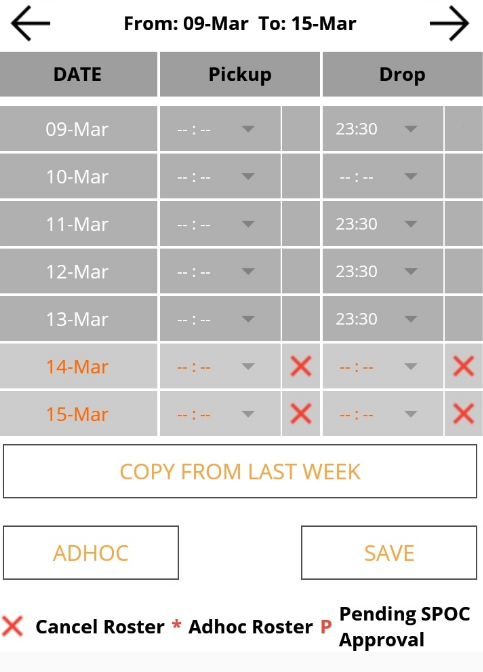 From: 09-Mar To: 15-Mar
DATE Pickup Drop
09-Mar -- : -- 23:30
10-Mar -- : -- -- : --
11-Mar -- : -- 23:30
12-Mar -- : -- 23:30
13-Mar -- : -- 23:30
14-Mar -- : -- -- : --
15-Mar -- : -- -- : --
COPY FROM LAST WEEK
ADHOC SAVE
Cancel Roster * Adhoc Roster P Pending SPOC
Approval